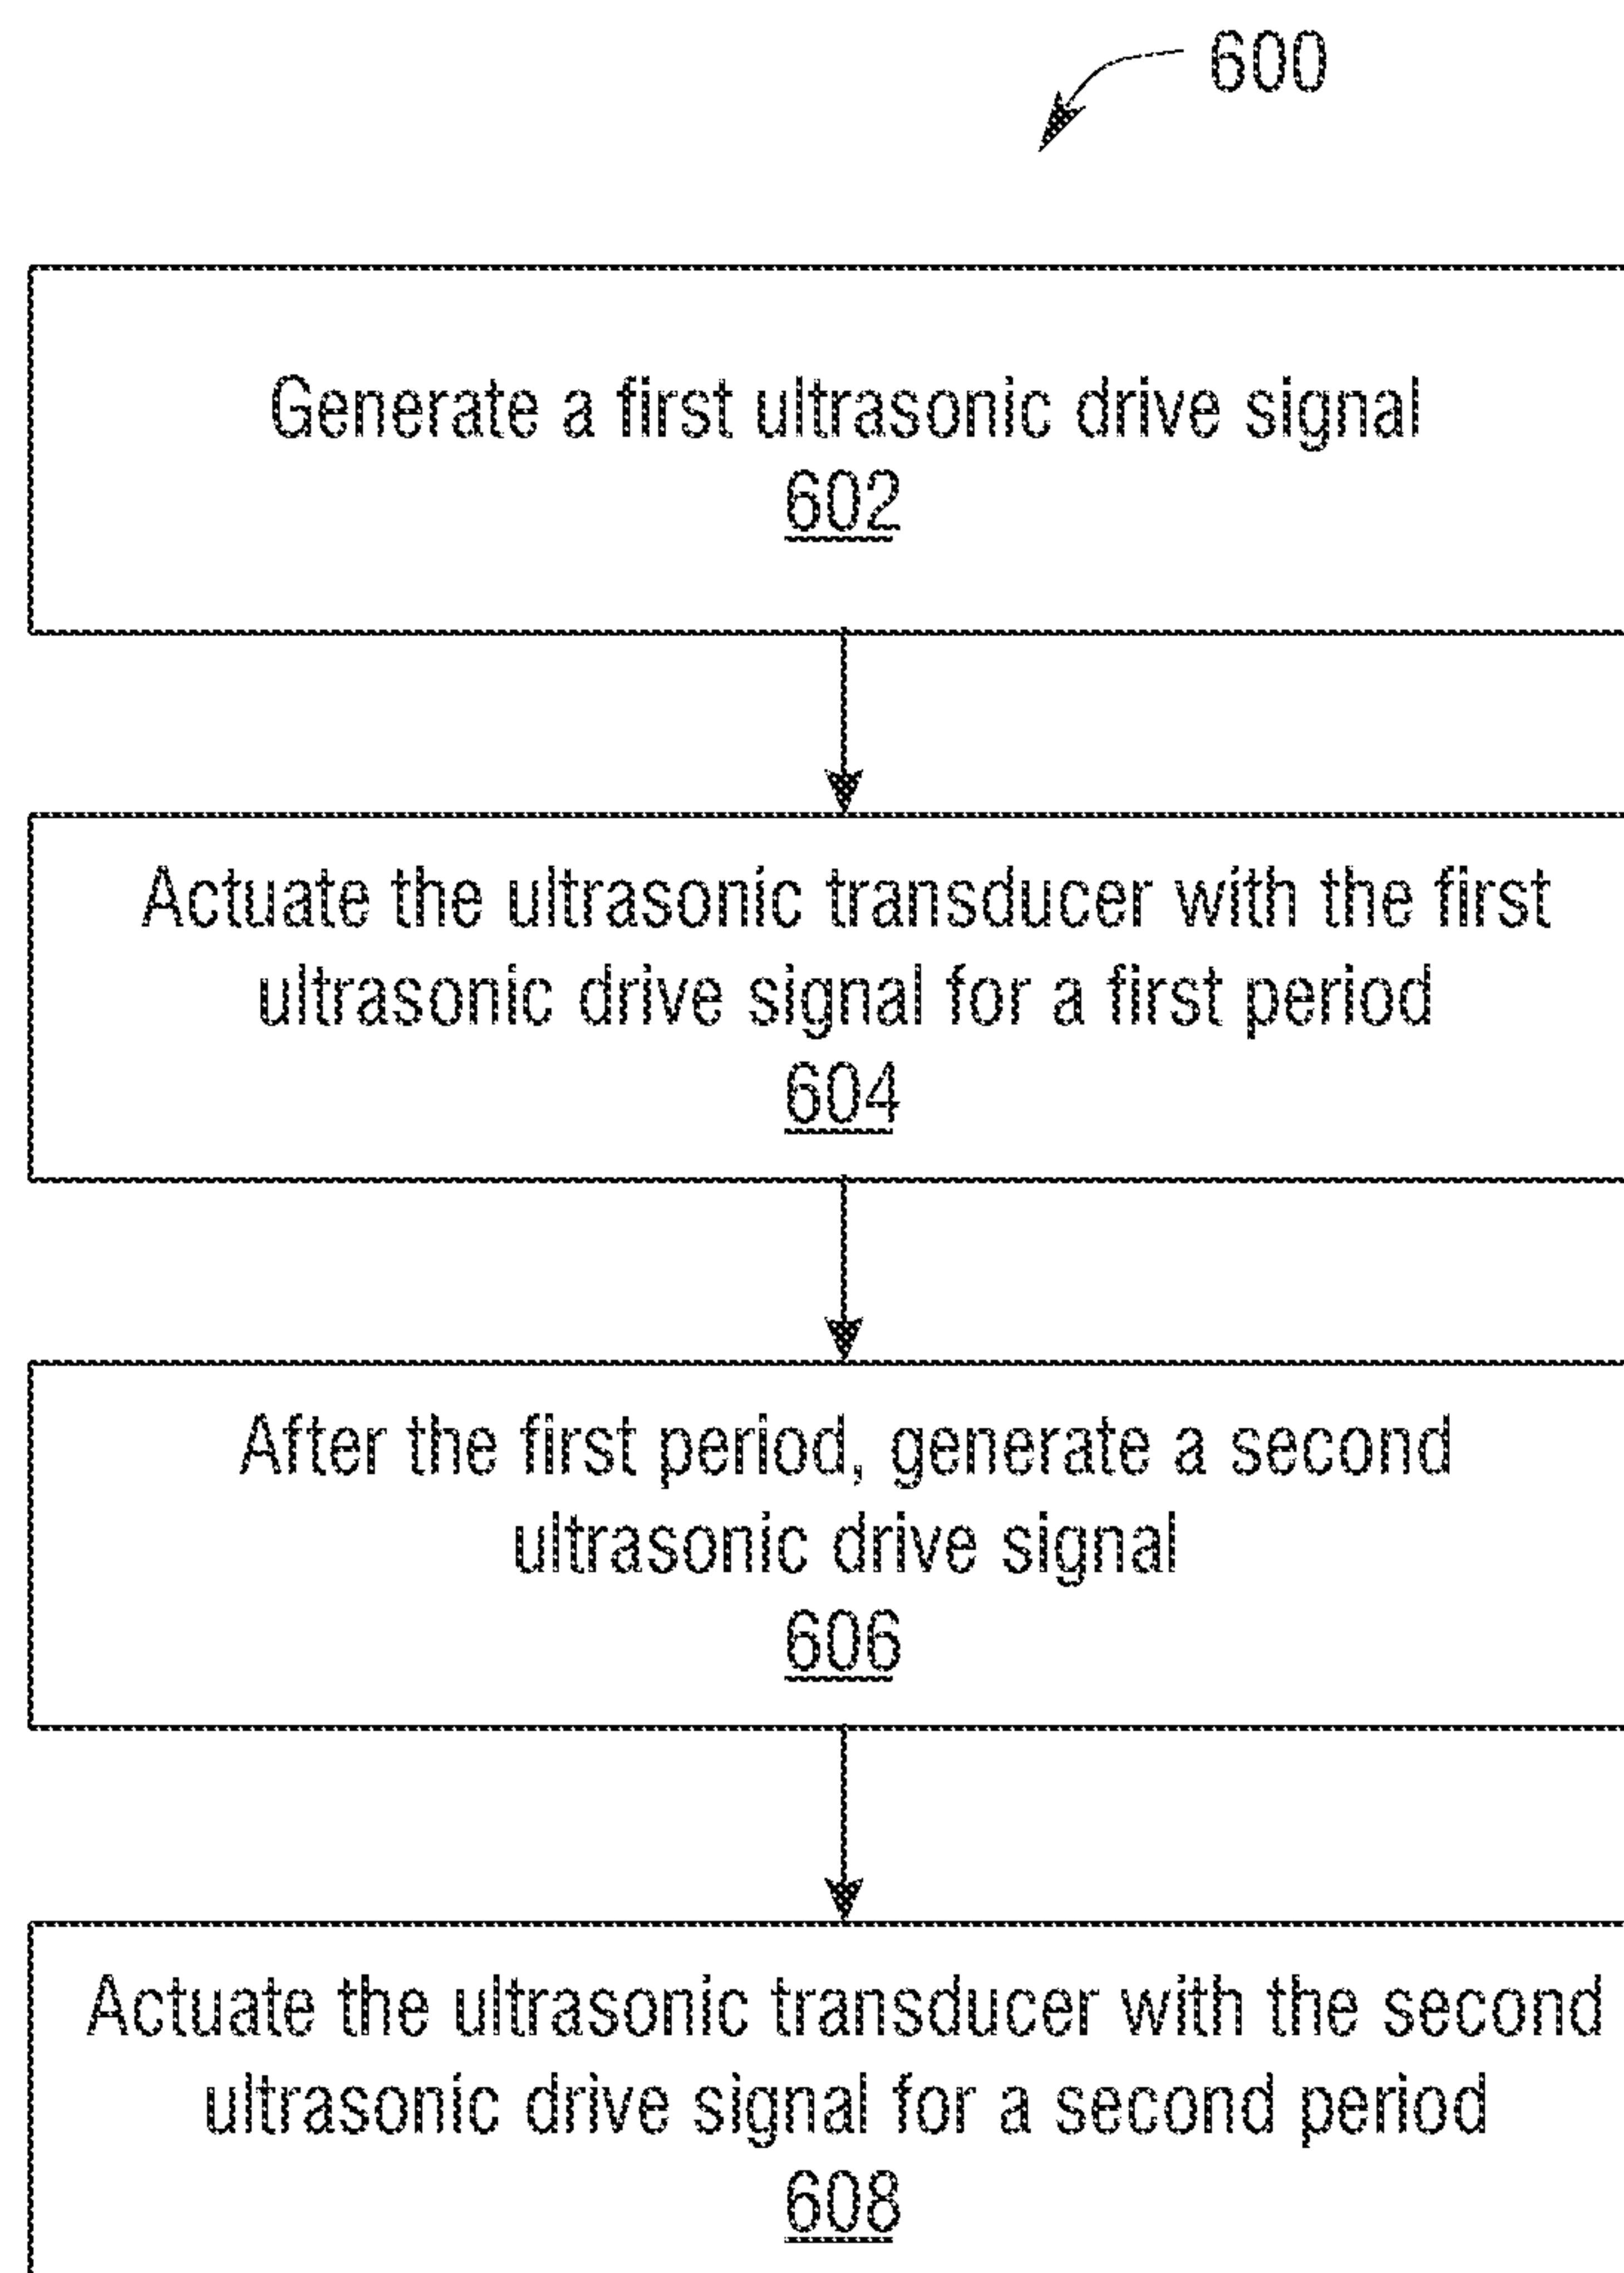 600
Generate a first ultrasonic drive signal
602
Actuate the ultrasonic transducer with the first
ultrasonic drive signal for a first period
604
After the first period, generate a second
ultrasonic drive signal
606
Actuate the ultrasonic transducer with the second
ultrasonic drive signal for a second period
608